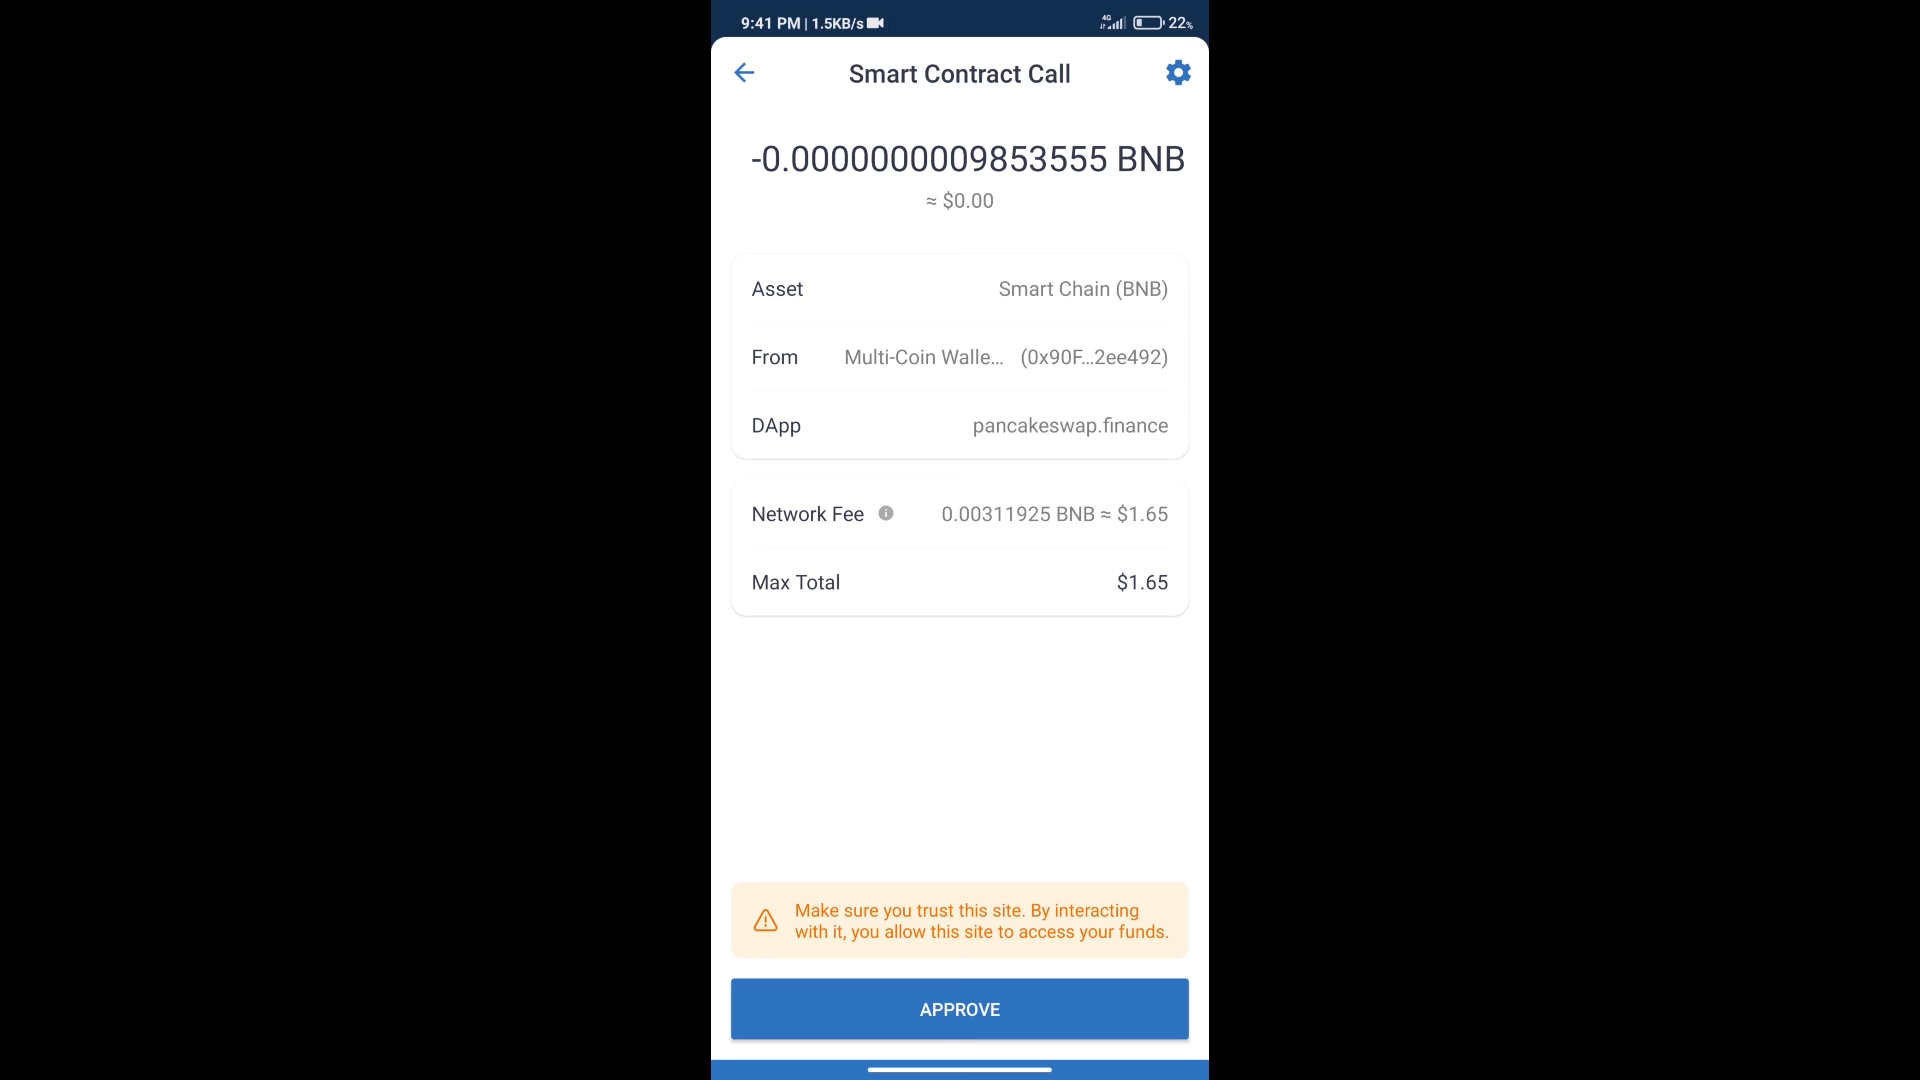 9:41 PM | 1.5KB/s 4G 22%
Smart Contract Call
-0.0000000009853555 BNB
≈ $0.00
Asset Smart Chain (BNB)
From Multi-Coin Walle... (0x90F...2ee492)
DApp pancakeswap.finance
Network Fee 0.00311925 BNB ≈ $1.65
Max Total $1.65
Make sure you trust this site. By interacting
with it, you allow this site to access your funds.
APPROVE